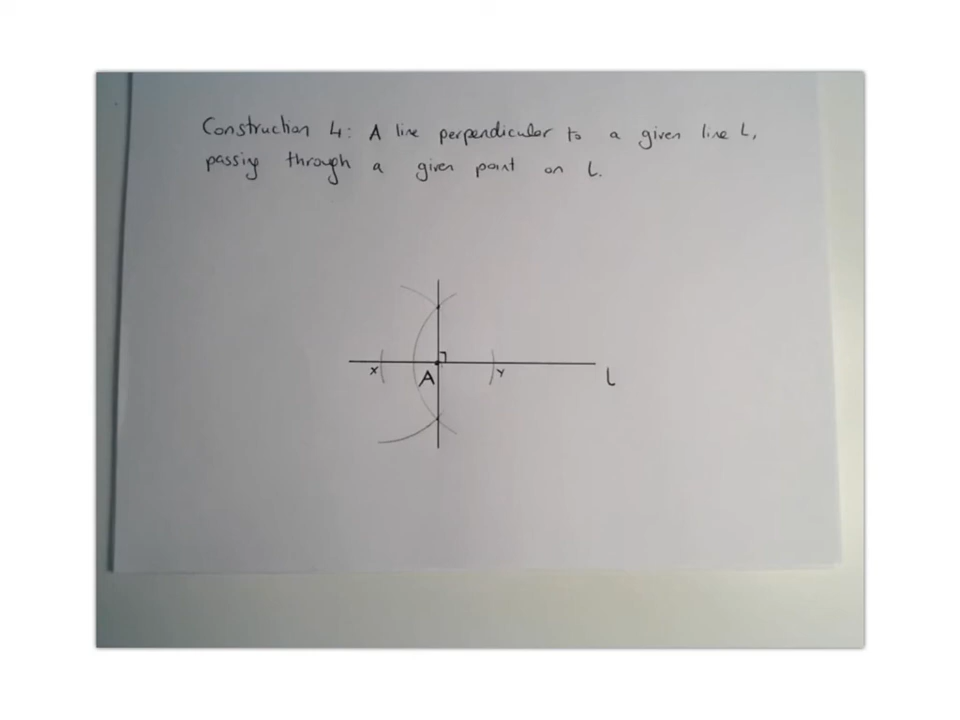 Construction 4: A line perpendicular to a given line L,
passing through a given point on L.
X A Y L